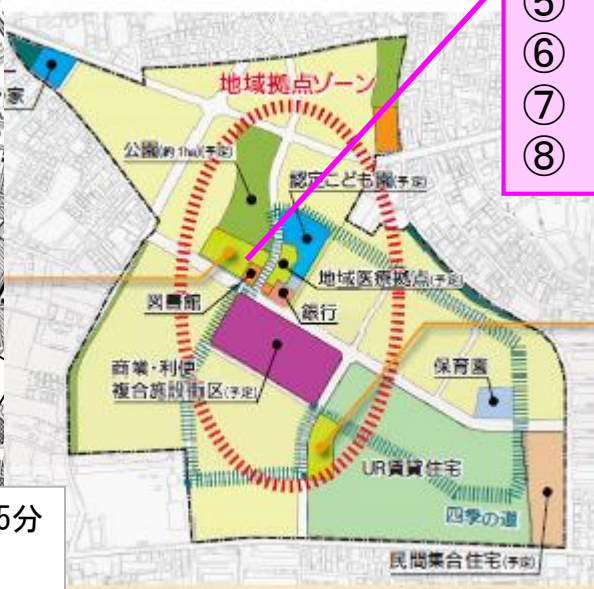 ⑤
⑥
⑦
⑧
家
地域拠点ゾーン
公園(約1ha)(予定)
認定こども園(予定)
地域医療拠点(予定)
図書館
銀行
商業・利便
複合施設街区(予定)
保育園
UR賃貸住宅
四季の道
5分
民間集合住宅(予定)